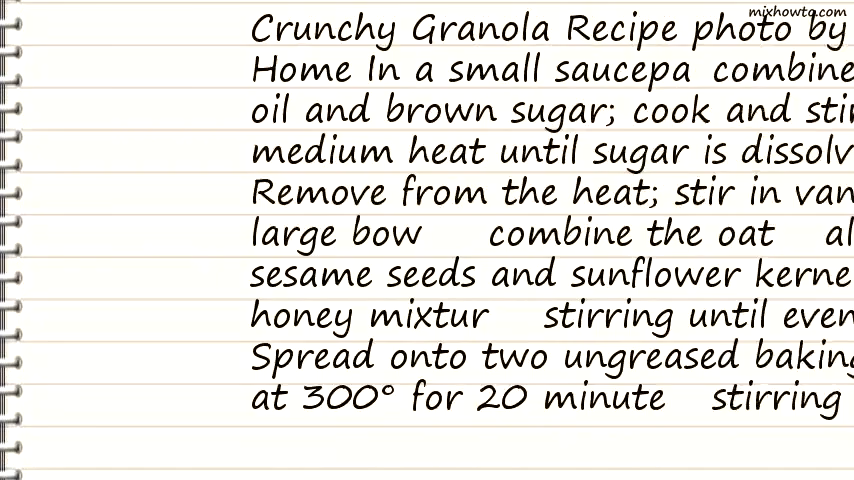 mixhowto.com
Crunchy Granola Recipe photo by
Home In a small saucepa combine
oil and brown sugar; cook and stir
medium heat until sugar is dissolv
Remove from the heat; stir in van
large bow combine the oat al
sesame seeds and sunflower kerne
honey mixtur stirring until even
Spread onto two ungreased baking
at 300° for 20 minute stirring